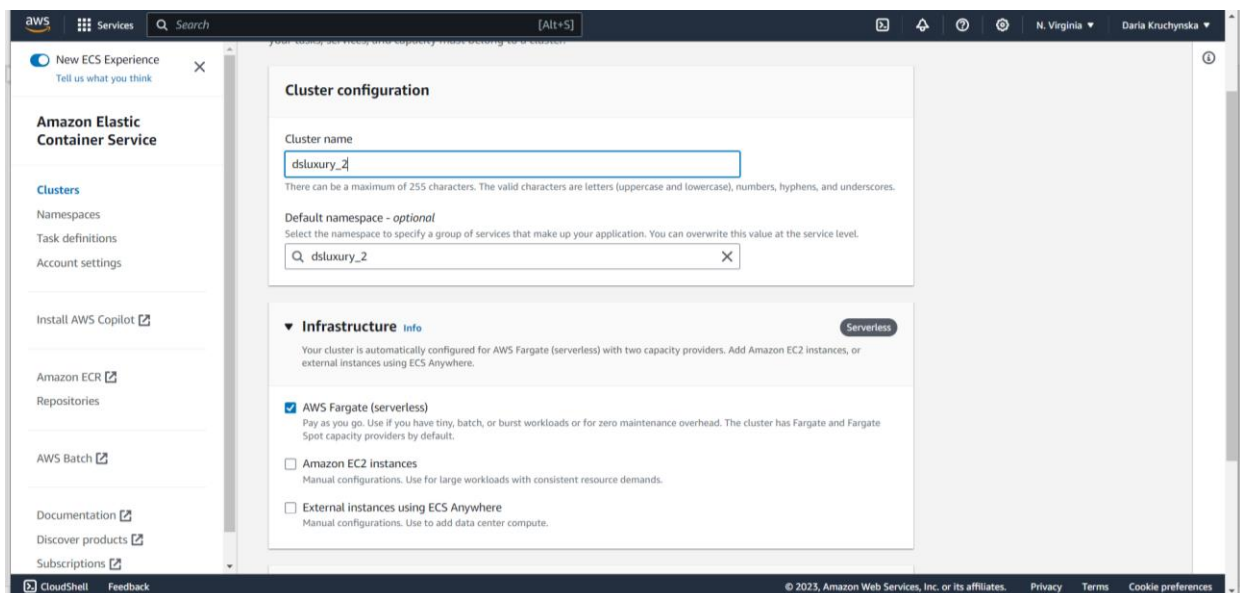 aws
Services
Search
[Alt+S]
N. Virginia
Daria Kruchynska
New ECS Experience
Tell us what you think
Amazon Elastic
Container Service
Clusters
Namespaces
Task definitions
Account settings
Install AWS Copilot
Amazon ECR
Repositories
AWS Batch
Documentation
Discover products
Subscriptions
your tasks, services, and capacity must belong to a cluster.
Cluster configuration
Cluster name
dsluxury_2
There can be a maximum of 255 characters. The valid characters are letters (uppercase and lowercase), numbers, hyphens, and underscores.
Default namespace - optional
Select the namespace to specify a group of services that make up your application. You can overwrite this value at the service level.
dsluxury_2
Infrastructure Info
Serverless
Your cluster is automatically configured for AWS Fargate (serverless) with two capacity providers. Add Amazon EC2 instances, or
external instances using ECS Anywhere.
AWS Fargate (serverless)
Pay as you go. Use if you have tiny, batch, or burst workloads or for zero maintenance overhead. The cluster has Fargate and Fargate
Spot capacity providers by default.
Amazon EC2 instances
Manual configurations. Use for large workloads with consistent resource demands.
External instances using ECS Anywhere
Manual configurations. Use to add data center compute.
CloudShell
Feedback
© 2023, Amazon Web Services, Inc. or its affiliates.
Privacy
Terms
Cookie preferences